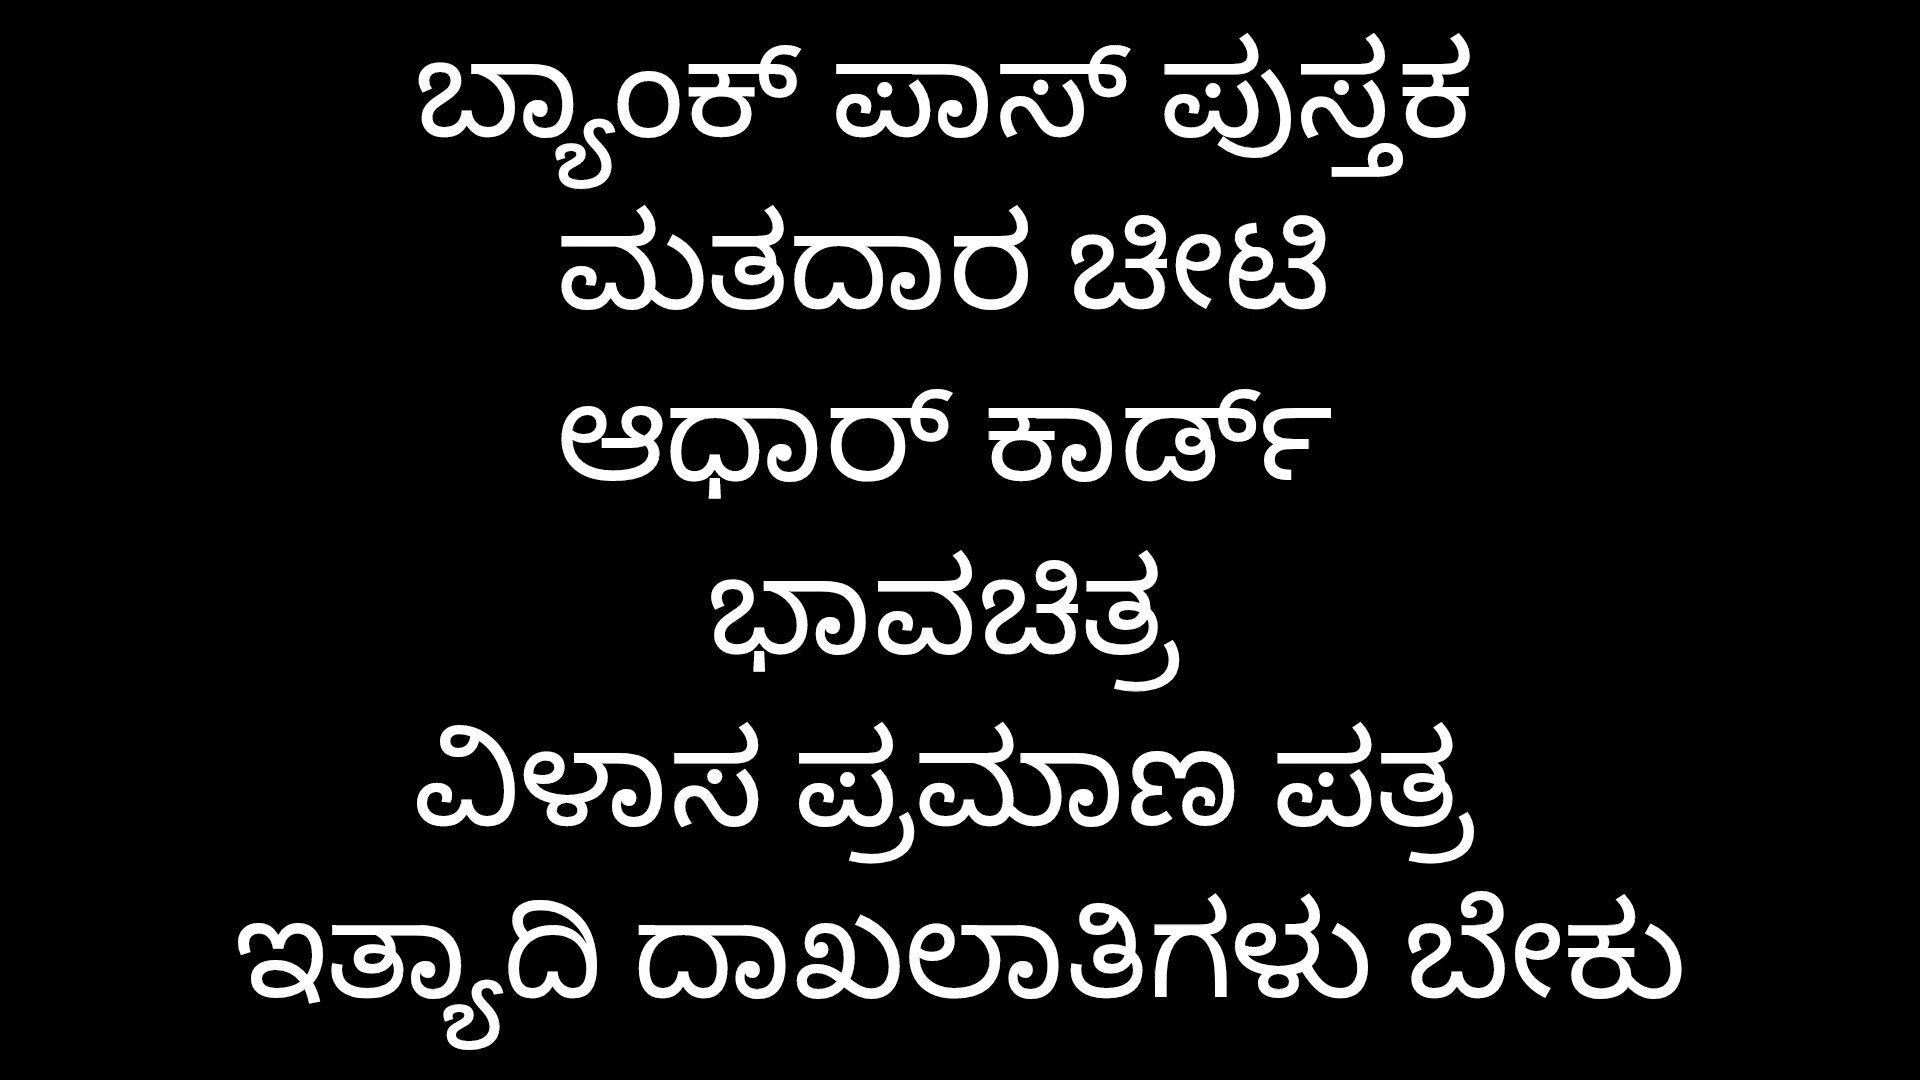 ಬ್ಯಾಂಕ್ ಪಾಸ್ ಪುಸ್ತಕ
ಮತದಾರ ಚೀಟಿ
ಆಧಾರ್ ಕಾರ್ಡ್
ಭಾವಚಿತ್ರ
ವಿಳಾಸ ಪ್ರಮಾಣ ಪತ್ರ
ಇತ್ಯಾದಿ ದಾಖಲಾತಿಗಳು ಬೇಕು